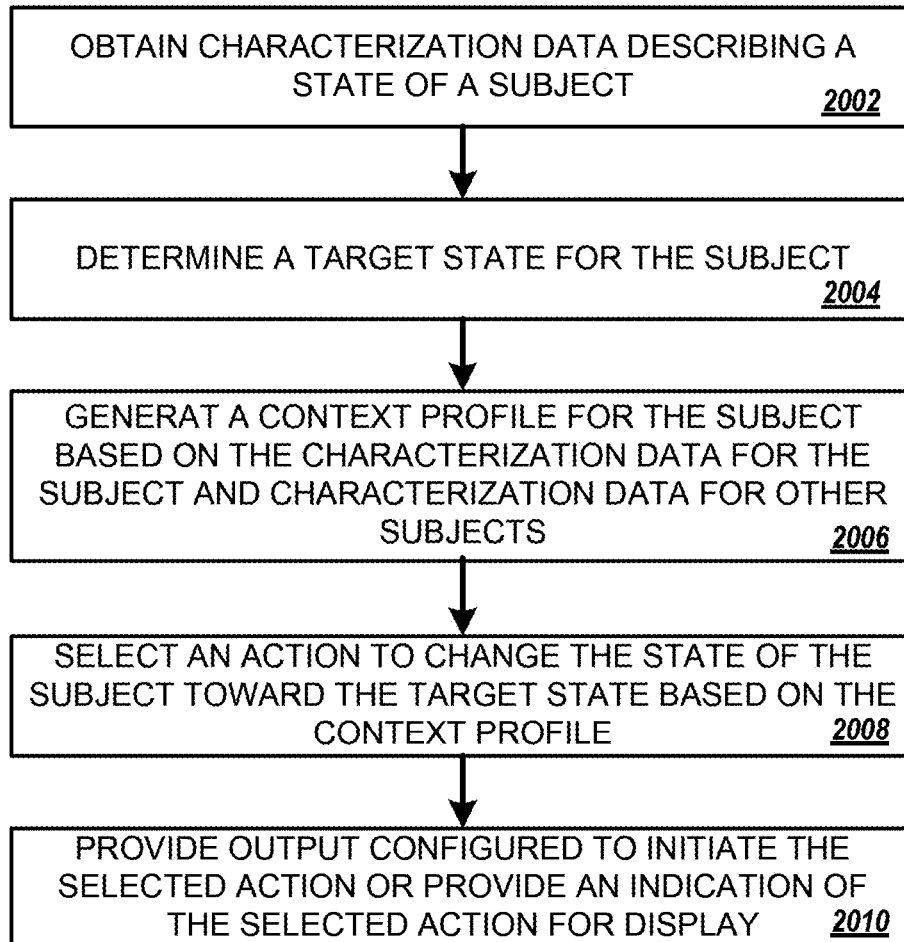 OBTAIN CHARACTERIZATION DATA DESCRIBING A
STATE OF A SUBJECT
2002
DETERMINE A TARGET STATE FOR THE SUBJECT
2004
GENERAT A CONTEXT PROFILE FOR THE SUBJECT
BASED ON THE CHARACTERIZATION DATA FOR THE
SUBJECT AND CHARACTERIZATION DATA FOR OTHER
SUBJECTS
2006
SELECT AN ACTION TO CHANGE THE STATE OF THE
SUBJECT TOWARD THE TARGET STATE BASED ON THE
CONTEXT PROFILE
2008
PROVIDE OUTPUT CONFIGURED TO INITIATE THE
SELECTED ACTION OR PROVIDE AN INDICATION OF
THE SELECTED ACTION FOR DISPLAY
2010